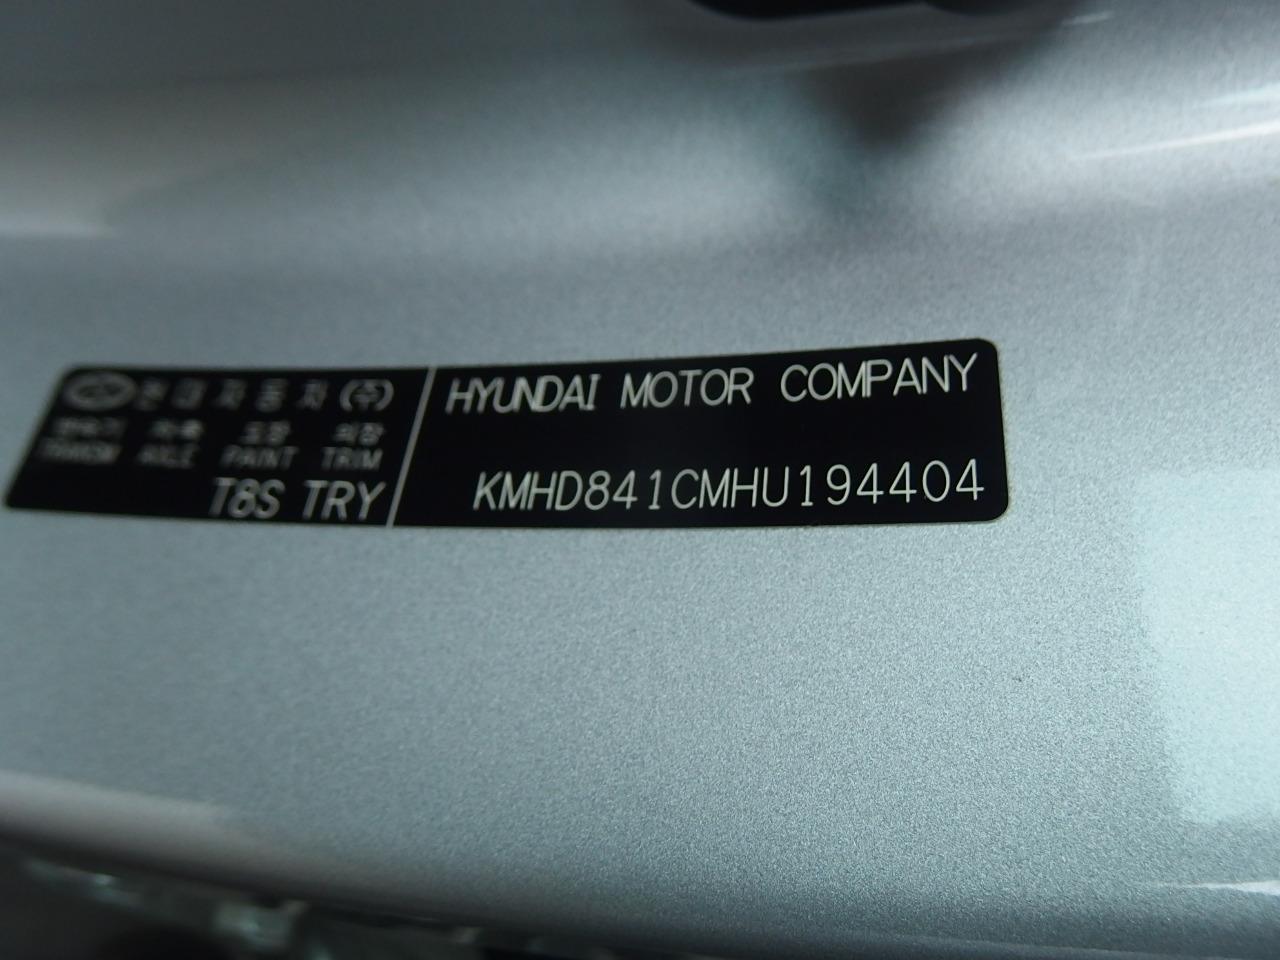 현대자동차(주)
변속기 차축 도장 의장
TRANSM AXLE PAINT TRIM
T8S TRY
HYUNDAI MOTOR COMPANY
KMHD841CMHU194404